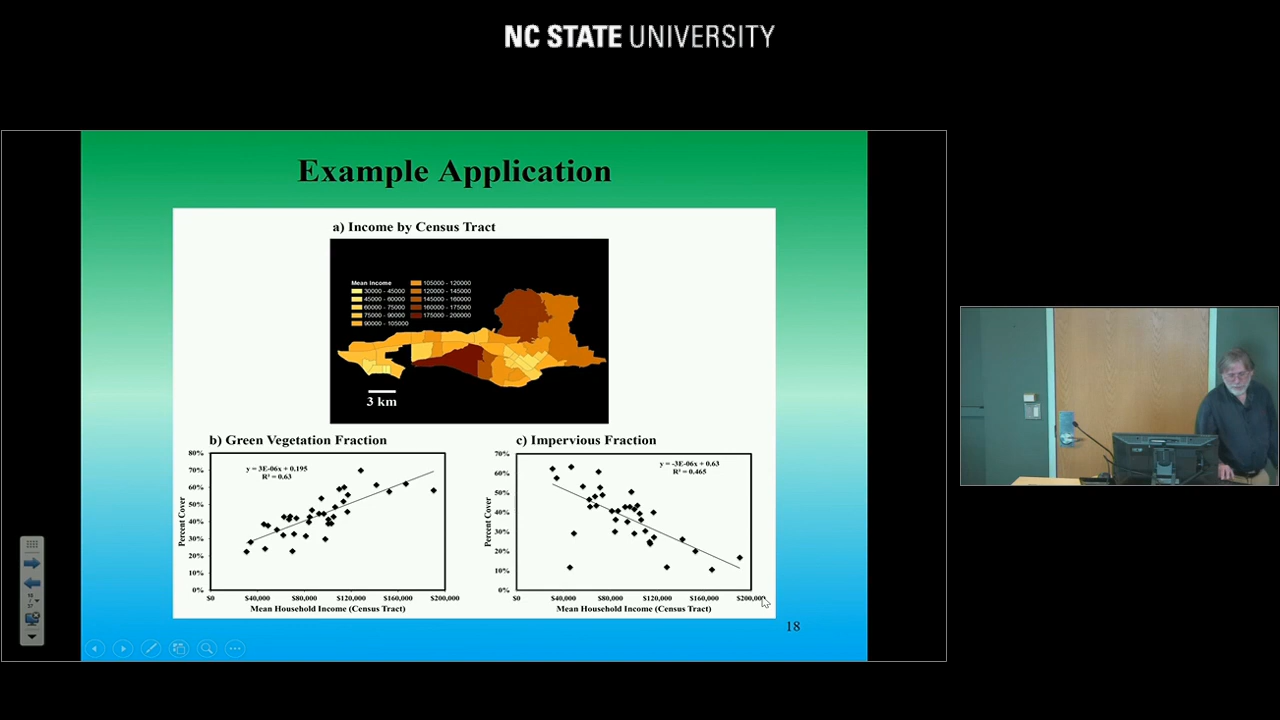 NC STATE UNIVERSITY
Example Application
a) Income by Census Tract
Mean Income
30000 - 45000
45000 - 60000
60000 - 75000
75000 - 90000
90000 - 105000
105000 - 120000
120000 - 145000
145000 - 160000
160000 - 175000
175000 - 200000
3 km
b) Green Vegetation Fraction
y = 3E-06x + 0.195
R² = 0.63
Percent Cover
80%
70%
60%
50%
40%
30%
20%
10%
0%
$0 $40,000 $80,000 $120,000 $160,000 $200,000
Mean Household Income (Census Tract)
c) Impervious Fraction
y = -3E-06x + 0.63
R² = 0.465
Percent Cover
70%
60%
50%
40%
30%
20%
10%
0%
$0 $40,000 $80,000 $120,000 $160,000 $200,000
Mean Household Income (Census Tract)
18